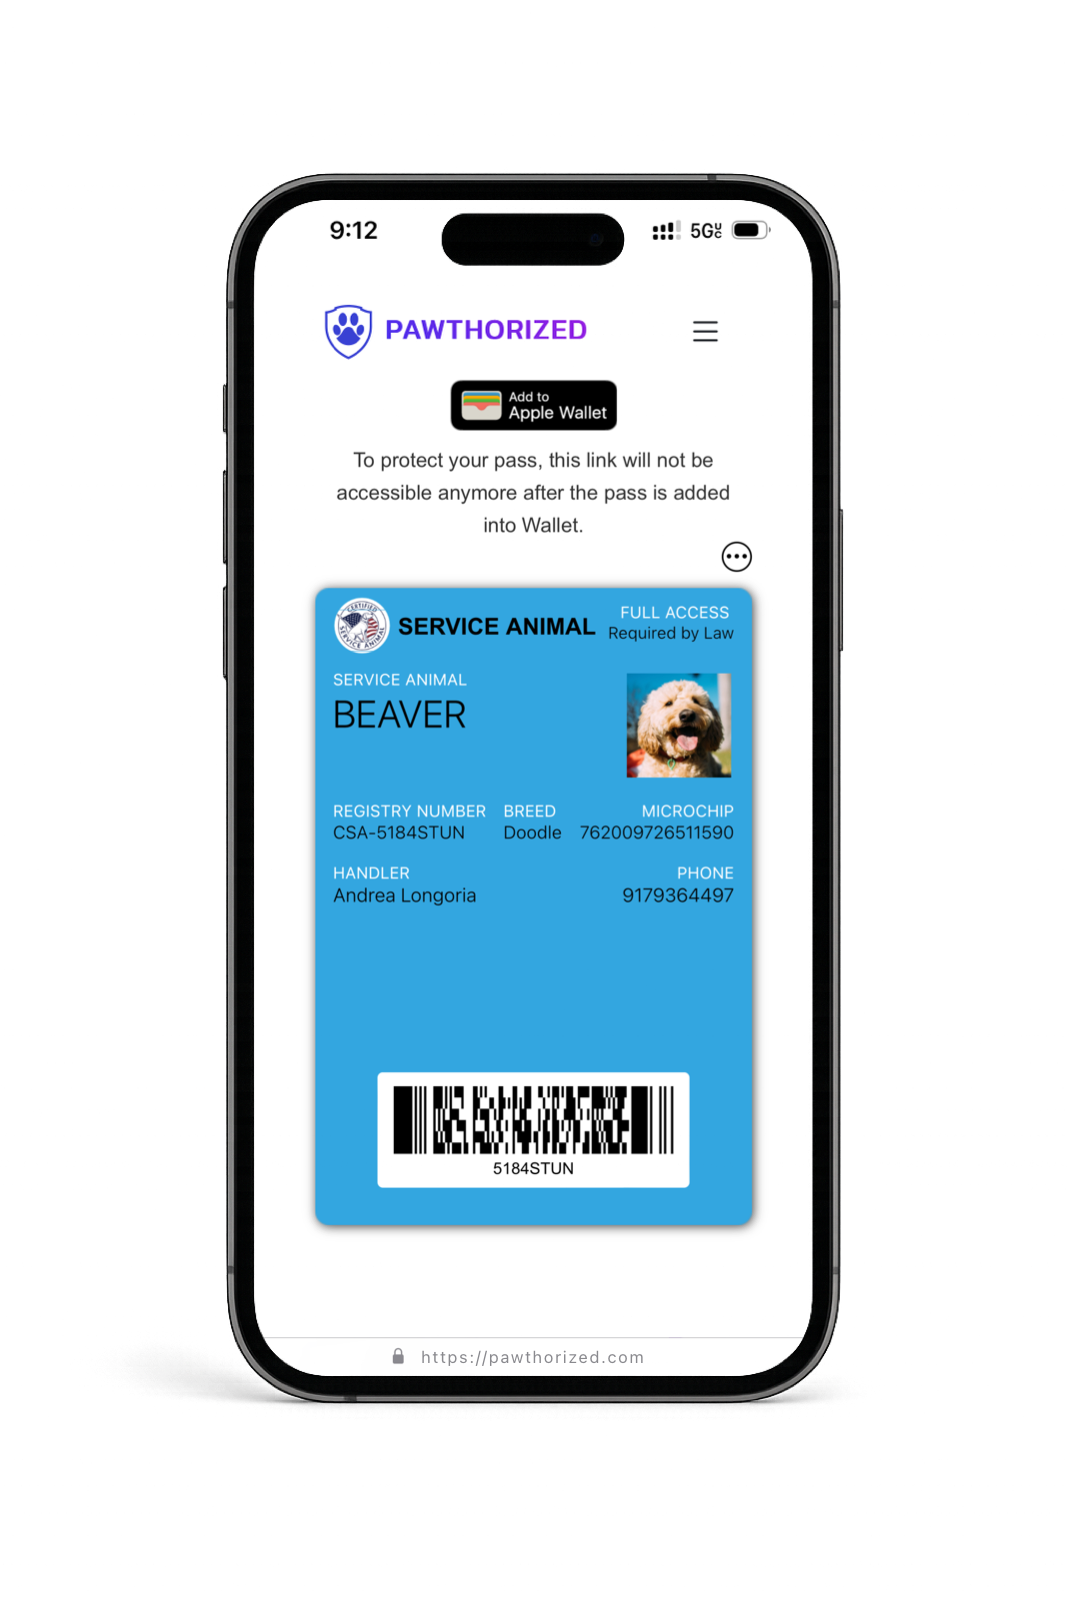 9:12
5G UC
PAWTHORIZED
Add to
Apple Wallet
To protect your pass, this link will not be
accessible anymore after the pass is added
into Wallet.
CERTIFIED
SERVICE ANIMAL
SERVICE ANIMAL
FULL ACCESS
Required by Law
SERVICE ANIMAL
BEAVER
REGISTRY NUMBER BREED MICROCHIP
CSA-5184STUN Doodle 762009726511590
HANDLER PHONE
Andrea Longoria 9179364497
5184STUN
https://pawthorized.com